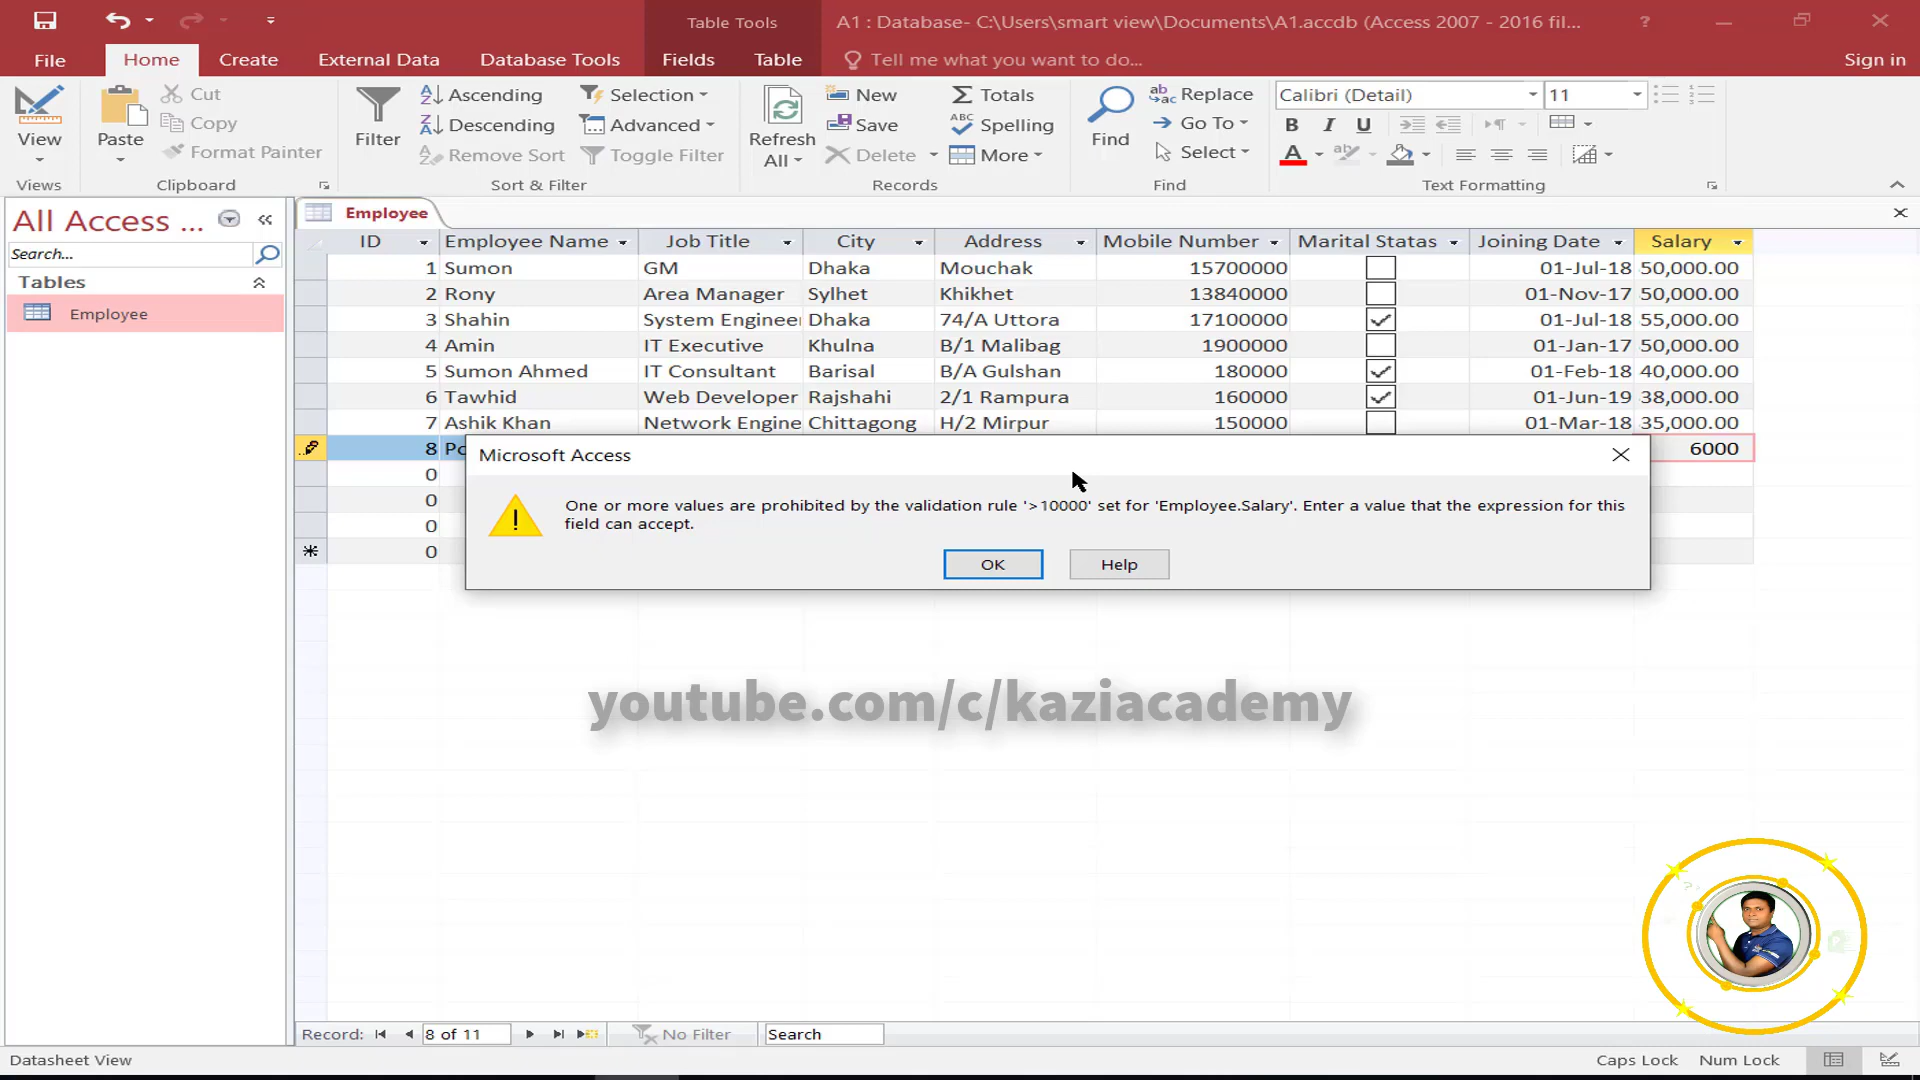 Table Tools
A1 : Database- C:\Users\smart view\Documents\A1.accdb (Access 2007 - 2016 fil...
?
File
Home
Create
External Data
Database Tools
Fields
Table
Tell me what you want to do...
Sign in
View
Paste
Cut
Copy
Format Painter
Filter
Ascending
Descending
Remove Sort
Selection
Advanced
Toggle Filter
Refresh All
New
Save
Delete
Totals
Spelling
More
Find
Replace
Go To
Select
Calibri (Detail)
11
B I U
A
Views
Clipboard
Sort & Filter
Records
Find
Text Formatting
All Access ...
Search...
Tables
Employee
Employee
ID Employee Name Job Title City Address Mobile Number Marital Statas Joining Date Salary
1 Sumon GM Dhaka Mouchak 15700000 01-Jul-18 50,000.00
2 Rony Area Manager Sylhet Khikhet 13840000 01-Nov-17 50,000.00
3 Shahin System Engineer Dhaka 74/A Uttora 17100000 01-Jul-18 55,000.00
4 Amin IT Executive Khulna B/1 Malibag 1900000 01-Jan-17 50,000.00
5 Sumon Ahmed IT Consultant Barisal B/A Gulshan 180000 01-Feb-18 40,000.00
6 Tawhid Web Developer Rajshahi 2/1 Rampura 160000 01-Jun-19 38,000.00
7 Ashik Khan Network Engine Chittagong H/2 Mirpur 150000 01-Mar-18 35,000.00
8 6000
0
0
0
0
Microsoft Access
One or more values are prohibited by the validation rule '>10000' set for 'Employee.Salary'. Enter a value that the expression for this
field can accept.
OK
Help
youtube.com/c/kaziacademy
Record: 8 of 11 No Filter Search
Datasheet View
Caps Lock Num Lock